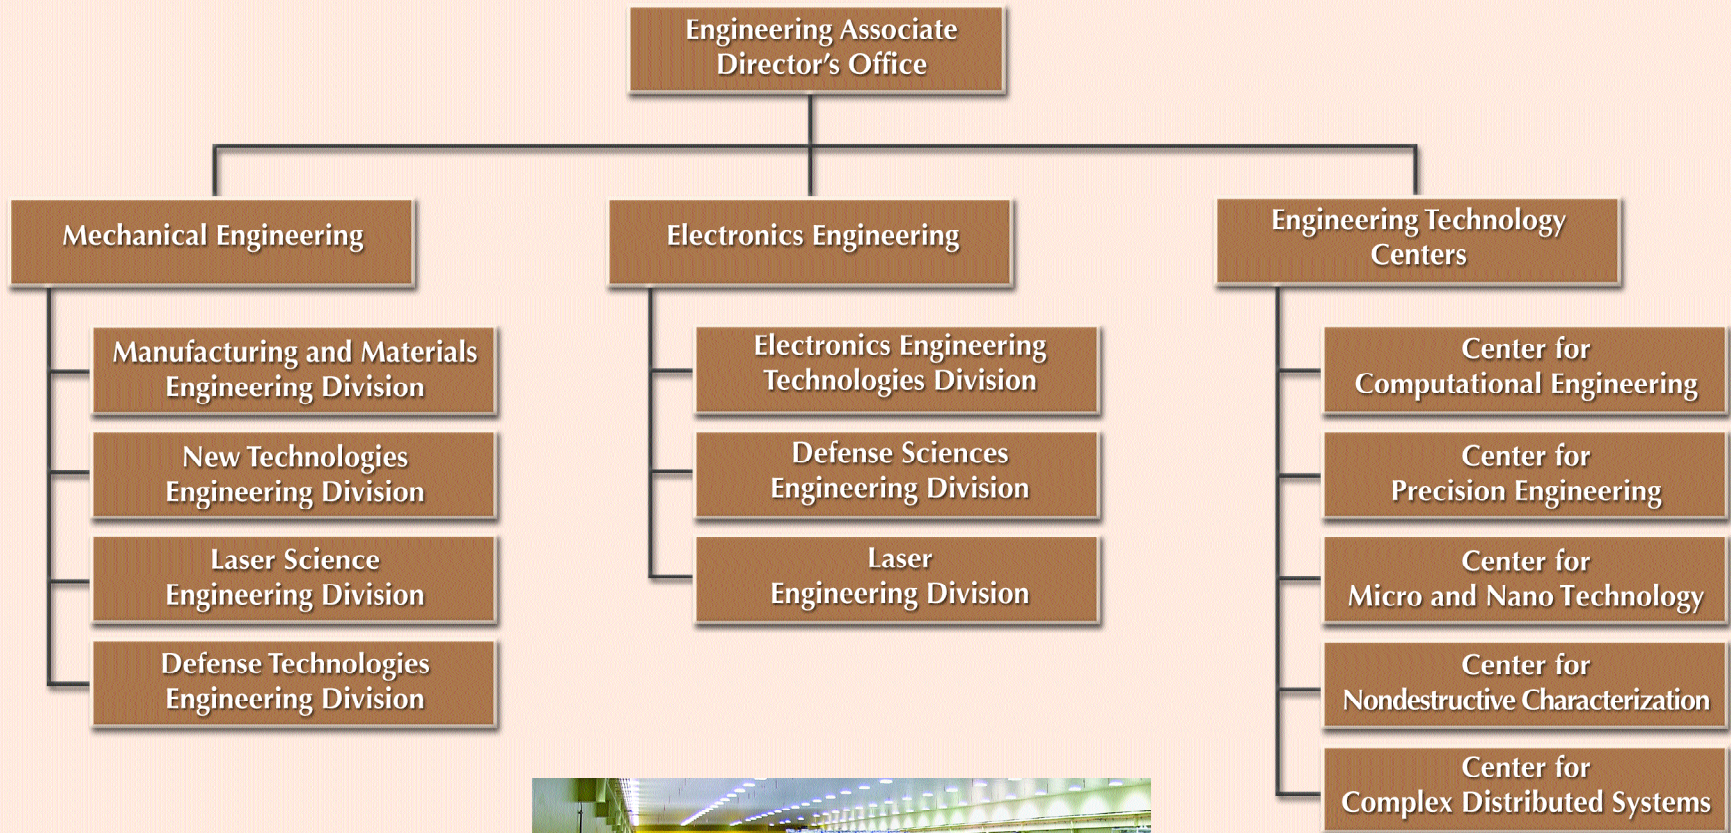 Engineering Associate
Director's Office
Mechanical Engineering
Electronics Engineering
Engineering Technology
Centers
Manufacturing and Materials
Engineering Division
New Technologies
Engineering Division
Laser Science
Engineering Division
Defense Technologies
Engineering Division
Electronics Engineering
Technologies Division
Defense Sciences
Engineering Division
Laser
Engineering Division
Center for
Computational Engineering
Center for
Precision Engineering
Center for
Micro and Nano Technology
Center for
Nondestructive Characterization
Center for
Complex Distributed Systems